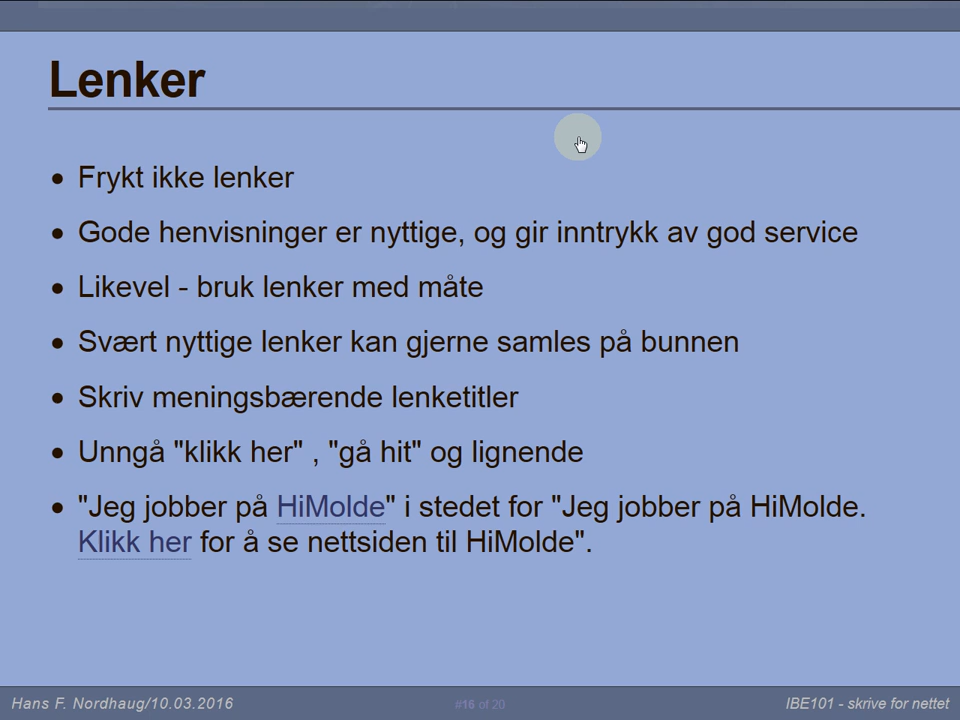 Lenker
• Frykt ikke lenker
• Gode henvisninger er nyttige, og gir inntrykk av god service
• Likevel - bruk lenker med måte
• Svært nyttige lenker kan gjerne samles på bunnen
• Skriv meningsbærende lenketitler
• Unngå "klikk her" , "gå hit" og lignende
• "Jeg jobber på HiMolde" i stedet for "Jeg jobber på HiMolde.
Klikk her for å se nettsiden til HiMolde".
Hans F. Nordhaug/10.03.2016
#16 of 20
IBE101 - skrive for nettet